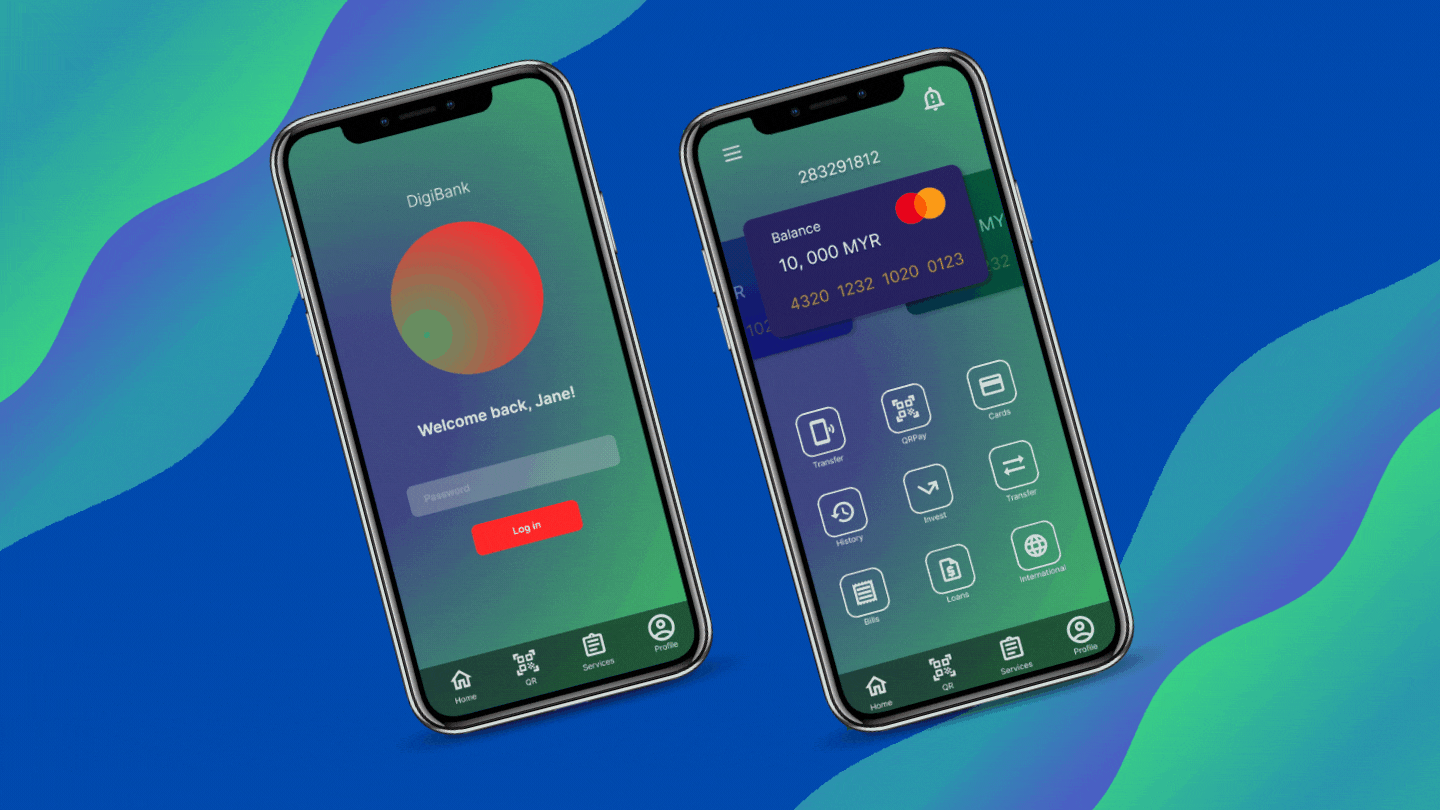 DigiBank
Welcome back, Jane!
Password
Log in
Home
QR
Services
Profile
283291812
Balance
10, 000 MYR
4320 1232 1020 0123
R
102
MY
232
Transfer
QRPay
Cards
History
Invest
Transfer
Bills
Loans
International
Home
QR
Services
Profile